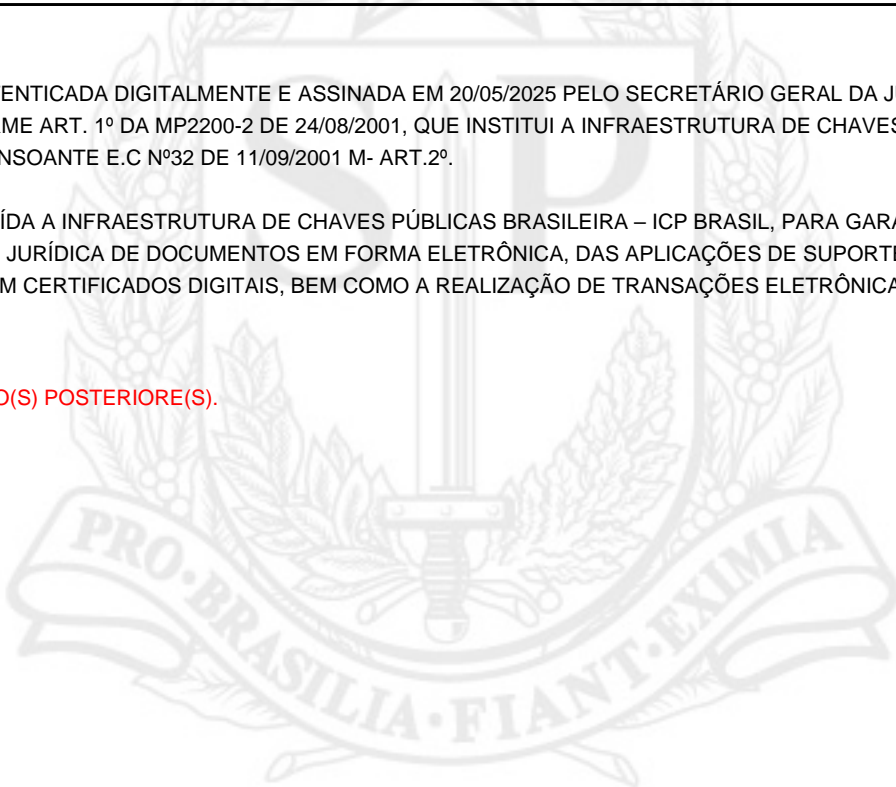 ENTICADA DIGITALMENTE E ASSINADA EM 20/05/2025 PELO SECRETÁRIO GERAL DA
ME ART. 1º DA MP2200-2 DE 24/08/2001, QUE INSTITUI A INFRAESTRUTURA DE CHAVES
NSOANTE E.C Nº32 DE 11/09/2001 M- ART.2º.
ÍDA A INFRAESTRUTURA DE CHAVES PÚBLICAS BRASILEIRA – ICP BRASIL, PARA GARA
JURÍDICA DE DOCUMENTOS EM FORMA ELETRÔNICA, DAS APLICAÇÕES DE SUPORTE
M CERTIFICADOS DIGITAIS, BEM COMO A REALIZAÇÃO DE TRANSAÇÕES ELETRÔNICA
O(S) POSTERIORE(S).
SP
PRO·BRASILIA·FIANT·EXIMIA